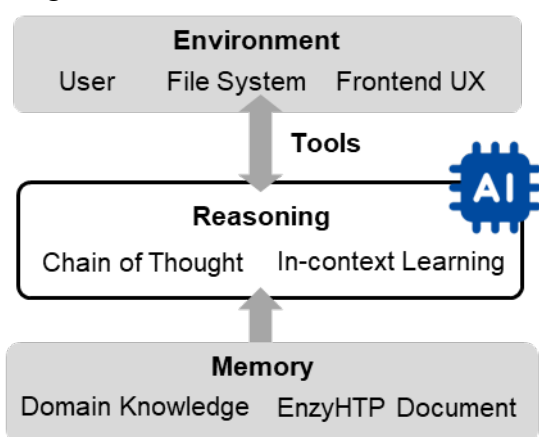 Environment
User File System Frontend UX
Tools
AI
Reasoning
Chain of Thought In-context Learning
Memory
Domain Knowledge EnzyHTP Document